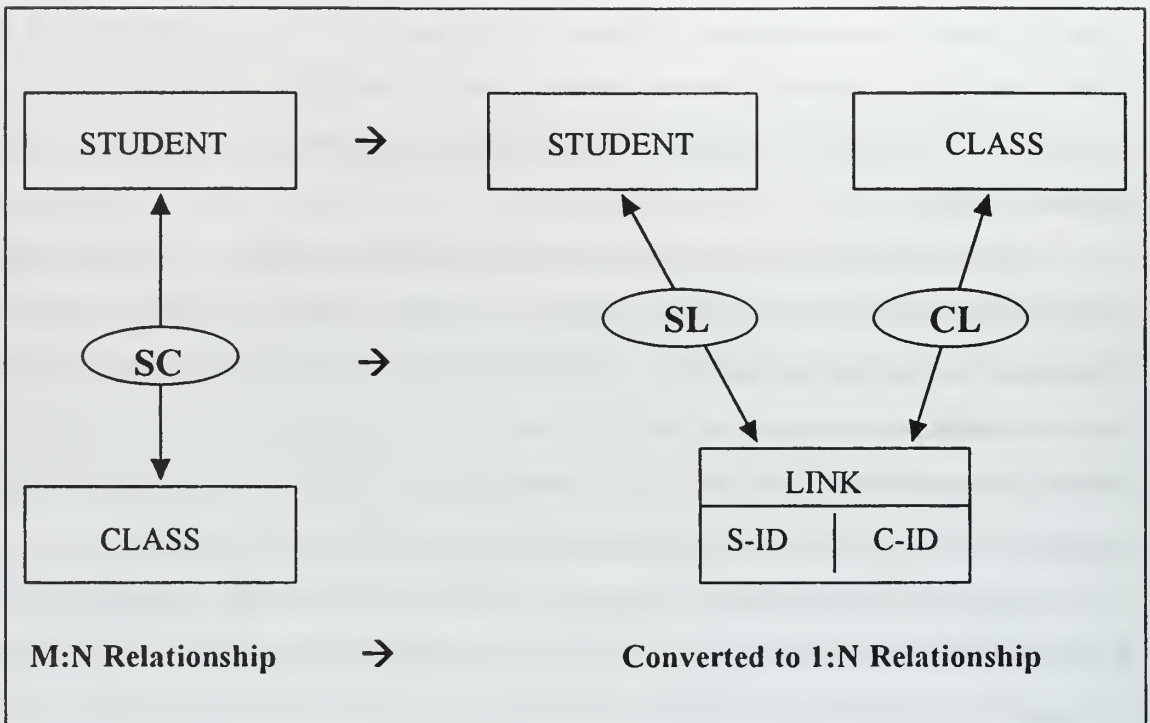 STUDENT → STUDENT CLASS
SC → SL CL
CLASS LINK
S-ID C-ID
M:N Relationship → Converted to 1:N Relationship